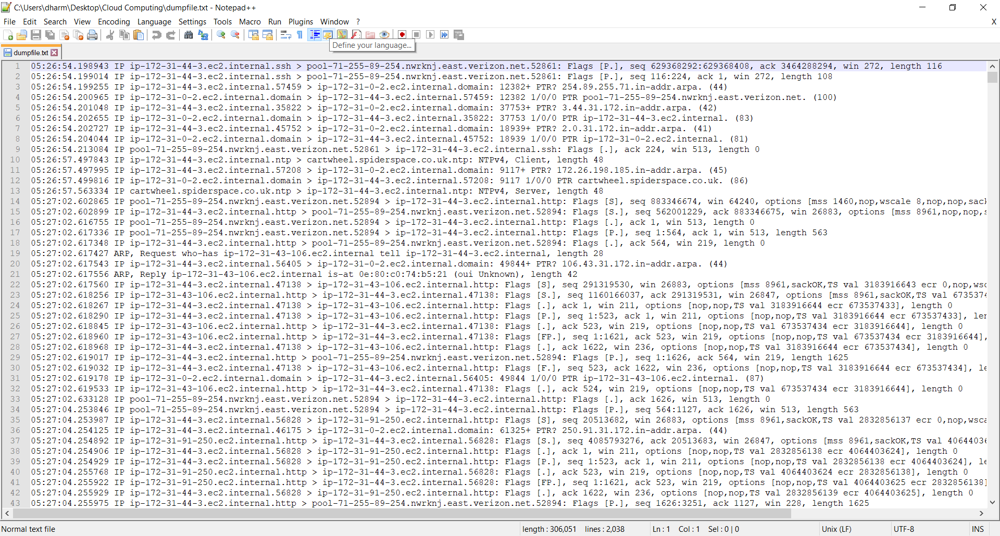 C:\Users\dharm\Desktop\Cloud Computing\dumpfile.txt - Notepad++
File Edit Search View Encoding Language Settings Tools Macro Run Plugins Window ? X
Define your language...
dumpfile.txt
1 05:26:54.198943 IP ip-172-31-44-3.ec2.internal.ssh > pool-71-255-89-254.nwrknj.east.verizon.net.52861: Flags [P.], seq 629368292:629368408, ack 3464288294, win 272, length 116
2 05:26:54.199014 IP ip-172-31-44-3.ec2.internal.ssh > pool-71-255-89-254.nwrknj.east.verizon.net.52861: Flags [P.], seq 116:224, ack 1, win 272, length 108
3 05:26:54.199255 IP ip-172-31-44-3.ec2.internal.57459 > ip-172-31-0-2.ec2.internal.domain: 12382+ PTR? 254.89.255.71.in-addr.arpa. (44)
4 05:26:54.200965 IP ip-172-31-0-2.ec2.internal.domain > ip-172-31-44-3.ec2.internal.57459: 12382 1/0/0 PTR pool-71-255-89-254.nwrknj.east.verizon.net. (100)
5 05:26:54.201048 IP ip-172-31-44-3.ec2.internal.35822 > ip-172-31-0-2.ec2.internal.domain: 37753+ PTR? 3.44.31.172.in-addr.arpa. (42)
6 05:26:54.202655 IP ip-172-31-0-2.ec2.internal.domain > ip-172-31-44-3.ec2.internal.35822: 37753 1/0/0 PTR ip-172-31-44-3.ec2.internal. (83)
7 05:26:54.202727 IP ip-172-31-44-3.ec2.internal.45752 > ip-172-31-0-2.ec2.internal.domain: 18939+ PTR? 2.0.31.172.in-addr.arpa. (41)
8 05:26:54.204044 IP ip-172-31-0-2.ec2.internal.domain > ip-172-31-44-3.ec2.internal.45752: 18939 1/0/0 PTR ip-172-31-0-2.ec2.internal. (81)
9 05:26:54.213084 IP pool-71-255-89-254.nwrknj.east.verizon.net.52861 > ip-172-31-44-3.ec2.internal.ssh: Flags [.], ack 224, win 513, length 0
10 05:26:57.497843 IP ip-172-31-44-3.ec2.internal.ntp > cartwheel.spiderspace.co.uk.ntp: NTPv4, Client, length 48
11 05:26:57.497995 IP ip-172-31-44-3.ec2.internal.57208 > ip-172-31-0-2.ec2.internal.domain: 9117+ PTR? 172.26.198.185.in-addr.arpa. (45)
12 05:26:57.499816 IP ip-172-31-0-2.ec2.internal.domain > ip-172-31-44-3.ec2.internal.57208: 9117 1/0/0 PTR cartwheel.spiderspace.co.uk. (86)
13 05:26:57.563334 IP cartwheel.spiderspace.co.uk.ntp > ip-172-31-44-3.ec2.internal.ntp: NTPv4, Server, length 48
14 05:27:02.602865 IP pool-71-255-89-254.nwrknj.east.verizon.net.52894 > ip-172-31-44-3.ec2.internal.http: Flags [S], seq 883346674, win 64240, options [mss 1460,nop,wscale 8,nop,nop,sack
15 05:27:02.602899 IP ip-172-31-44-3.ec2.internal.http > pool-71-255-89-254.nwrknj.east.verizon.net.52894: Flags [S.], seq 562001229, ack 883346675, win 26883, options [mss 8961,nop,nop,s
16 05:27:02.616755 IP pool-71-255-89-254.nwrknj.east.verizon.net.52894 > ip-172-31-44-3.ec2.internal.http: Flags [.], ack 1, win 513, length 0
17 05:27:02.617336 IP pool-71-255-89-254.nwrknj.east.verizon.net.52894 > ip-172-31-44-3.ec2.internal.http: Flags [P.], seq 1:564, ack 1, win 513, length 563
18 05:27:02.617348 IP ip-172-31-44-3.ec2.internal.http > pool-71-255-89-254.nwrknj.east.verizon.net.52894: Flags [.], ack 564, win 219, length 0
19 05:27:02.617427 ARP, Request who-has ip-172-31-43-106.ec2.internal tell ip-172-31-44-3.ec2.internal, length 28
20 05:27:02.617543 IP ip-172-31-44-3.ec2.internal.56405 > ip-172-31-0-2.ec2.internal.domain: 49844+ PTR? 106.43.31.172.in-addr.arpa. (44)
21 05:27:02.617556 ARP, Reply ip-172-31-43-106.ec2.internal is-at 0e:80:c0:74:b5:21 (oui Unknown), length 42
22 05:27:02.617560 IP ip-172-31-44-3.ec2.internal.47138 > ip-172-31-43-106.ec2.internal.http: Flags [S], seq 291319530, win 26883, options [mss 8961,sackOK,TS val 3183916643 ecr 0,nop,wsc
23 05:27:02.618256 IP ip-172-31-43-106.ec2.internal.http > ip-172-31-44-3.ec2.internal.47138: Flags [S.], seq 1160166037, ack 291319531, win 26847, options [mss 8961,sackOK,TS val 6735374
24 05:27:02.618267 IP ip-172-31-44-3.ec2.internal.47138 > ip-172-31-43-106.ec2.internal.http: Flags [.], ack 1, win 211, options [nop,nop,TS val 3183916644 ecr 673537433], length 0
25 05:27:02.618290 IP ip-172-31-44-3.ec2.internal.47138 > ip-172-31-43-106.ec2.internal.http: Flags [P.], seq 1:523, ack 1, win 211, options [nop,nop,TS val 3183916644 ecr 673537433], len
26 05:27:02.618845 IP ip-172-31-43-106.ec2.internal.http > ip-172-31-44-3.ec2.internal.47138: Flags [.], ack 523, win 219, options [nop,nop,TS val 673537434 ecr 3183916644], length 0
27 05:27:02.618960 IP ip-172-31-43-106.ec2.internal.http > ip-172-31-44-3.ec2.internal.47138: Flags [FP.], seq 1:1621, ack 523, win 219, options [nop,nop,TS val 673537434 ecr 3183916644],
28 05:27:02.618968 IP ip-172-31-44-3.ec2.internal.47138 > ip-172-31-43-106.ec2.internal.http: Flags [.], ack 1622, win 236, options [nop,nop,TS val 3183916644 ecr 673537434], length 0
29 05:27:02.619017 IP ip-172-31-44-3.ec2.internal.http > pool-71-255-89-254.nwrknj.east.verizon.net.52894: Flags [P.], seq 1:1626, ack 564, win 219, length 1625
30 05:27:02.619032 IP ip-172-31-44-3.ec2.internal.47138 > ip-172-31-43-106.ec2.internal.http: Flags [F.], seq 523, ack 1622, win 236, options [nop,nop,TS val 3183916644 ecr 673537434], le
31 05:27:02.619178 IP ip-172-31-0-2.ec2.internal.domain > ip-172-31-44-3.ec2.internal.56405: 49844 1/0/0 PTR ip-172-31-43-106.ec2.internal. (87)
32 05:27:02.619533 IP ip-172-31-43-106.ec2.internal.http > ip-172-31-44-3.ec2.internal.47138: Flags [.], ack 524, win 219, options [nop,nop,TS val 673537434 ecr 3183916644], length 0
33 05:27:02.633128 IP pool-71-255-89-254.nwrknj.east.verizon.net.52894 > ip-172-31-44-3.ec2.internal.http: Flags [.], ack 1626, win 513, length 0
34 05:27:04.253846 IP pool-71-255-89-254.nwrknj.east.verizon.net.52894 > ip-172-31-44-3.ec2.internal.http: Flags [P.], seq 564:1127, ack 1626, win 513, length 563
35 05:27:04.253987 IP ip-172-31-44-3.ec2.internal.56828 > ip-172-31-91-250.ec2.internal.http: Flags [S], seq 20513682, win 26883, options [mss 8961,sackOK,TS val 2832856137 ecr 0,nop,wsca
36 05:27:04.254125 IP ip-172-31-44-3.ec2.internal.46175 > ip-172-31-0-2.ec2.internal.domain: 61325+ PTR? 250.91.31.172.in-addr.arpa. (44)
37 05:27:04.254892 IP ip-172-31-91-250.ec2.internal.http > ip-172-31-44-3.ec2.internal.56828: Flags [S.], seq 4085793276, ack 20513683, win 26847, options [mss 8961,sackOK,TS val 40644036
38 05:27:04.254906 IP ip-172-31-44-3.ec2.internal.56828 > ip-172-31-91-250.ec2.internal.http: Flags [.], ack 1, win 211, options [nop,nop,TS val 2832856138 ecr 4064403624], length 0
39 05:27:04.254929 IP ip-172-31-44-3.ec2.internal.56828 > ip-172-31-91-250.ec2.internal.http: Flags [P.], seq 1:523, ack 1, win 211, options [nop,nop,TS val 2832856138 ecr 4064403624], le
40 05:27:04.255768 IP ip-172-31-91-250.ec2.internal.http > ip-172-31-44-3.ec2.internal.56828: Flags [.], ack 523, win 219, options [nop,nop,TS val 4064403624 ecr 2832856138], length 0
41 05:27:04.255922 IP ip-172-31-91-250.ec2.internal.http > ip-172-31-44-3.ec2.internal.56828: Flags [FP.], seq 1:1621, ack 523, win 219, options [nop,nop,TS val 4064403625 ecr 2832856138]
42 05:27:04.255929 IP ip-172-31-44-3.ec2.internal.56828 > ip-172-31-91-250.ec2.internal.http: Flags [.], ack 1622, win 236, options [nop,nop,TS val 2832856139 ecr 4064403625], length 0
43 05:27:04.255975 IP ip-172-31-44-3.ec2.internal.http > pool-71-255-89-254.nwrknj.east.verizon.net.52894: Flags [P.], seq 1626:3251, ack 1127, win 228, length 1625
Normal text file length : 306,051 lines : 2,038 Ln : 1 Col : 1 Sel : 0 | 0 Unix (LF) UTF-8 INS